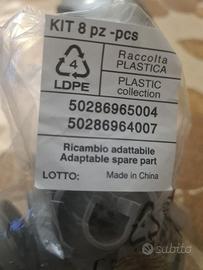 KIT 8 pz -pcs
4
LDPE
Raccolta
PLASTICA
PLASTIC
collection
50286965004
50286964007
Ricambio adattabile
Adaptable spare part
LOTTO:
Made in China
subito